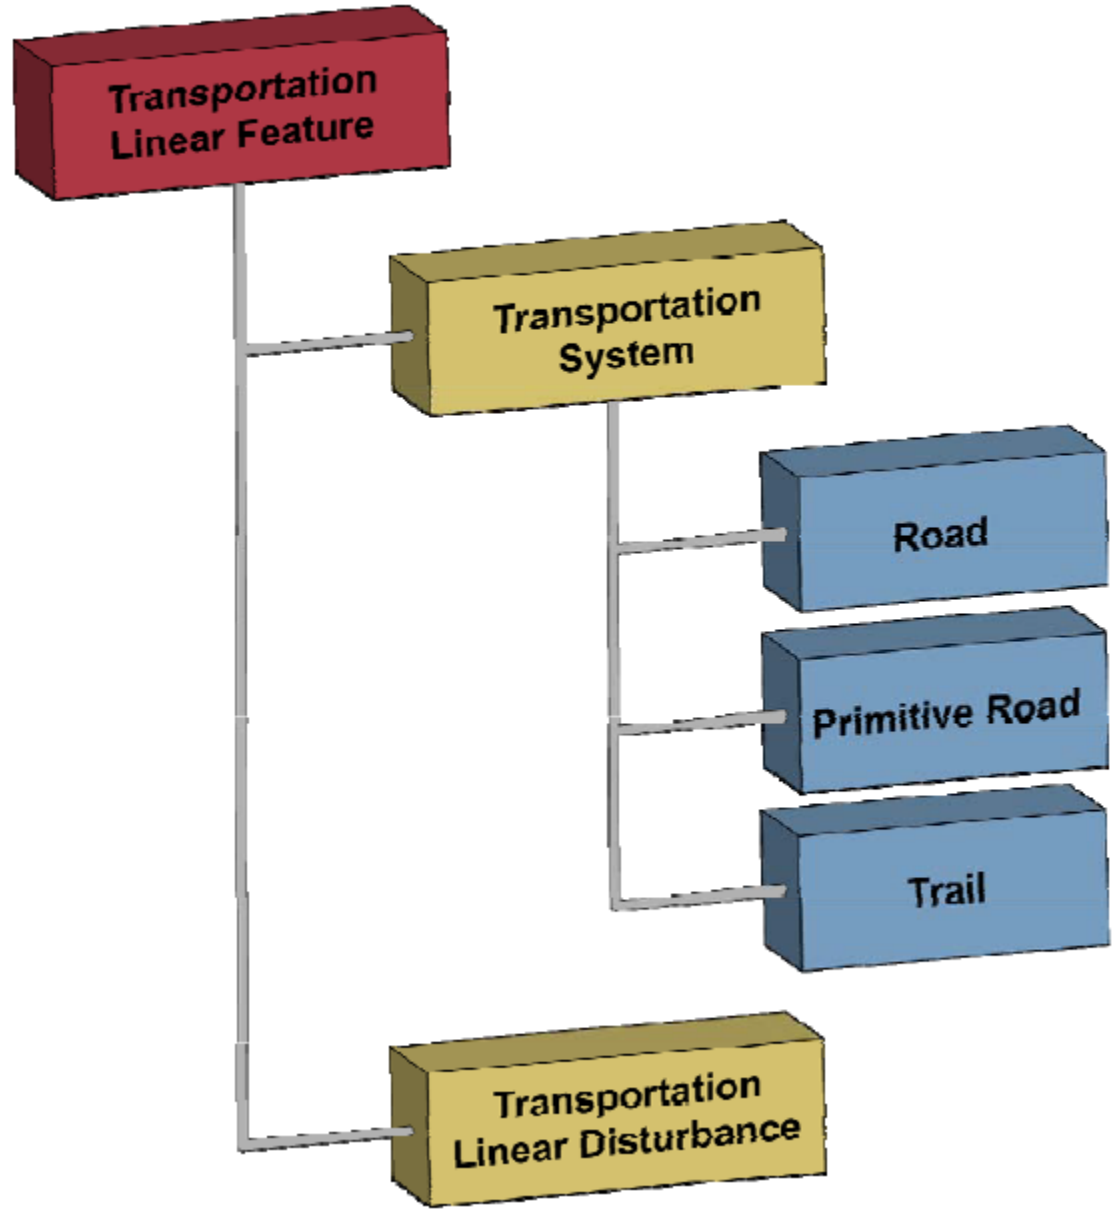 Transportation
Linear Feature
Transportation
System
Road
Primitive Road
Trail
Transportation
Linear Disturbance